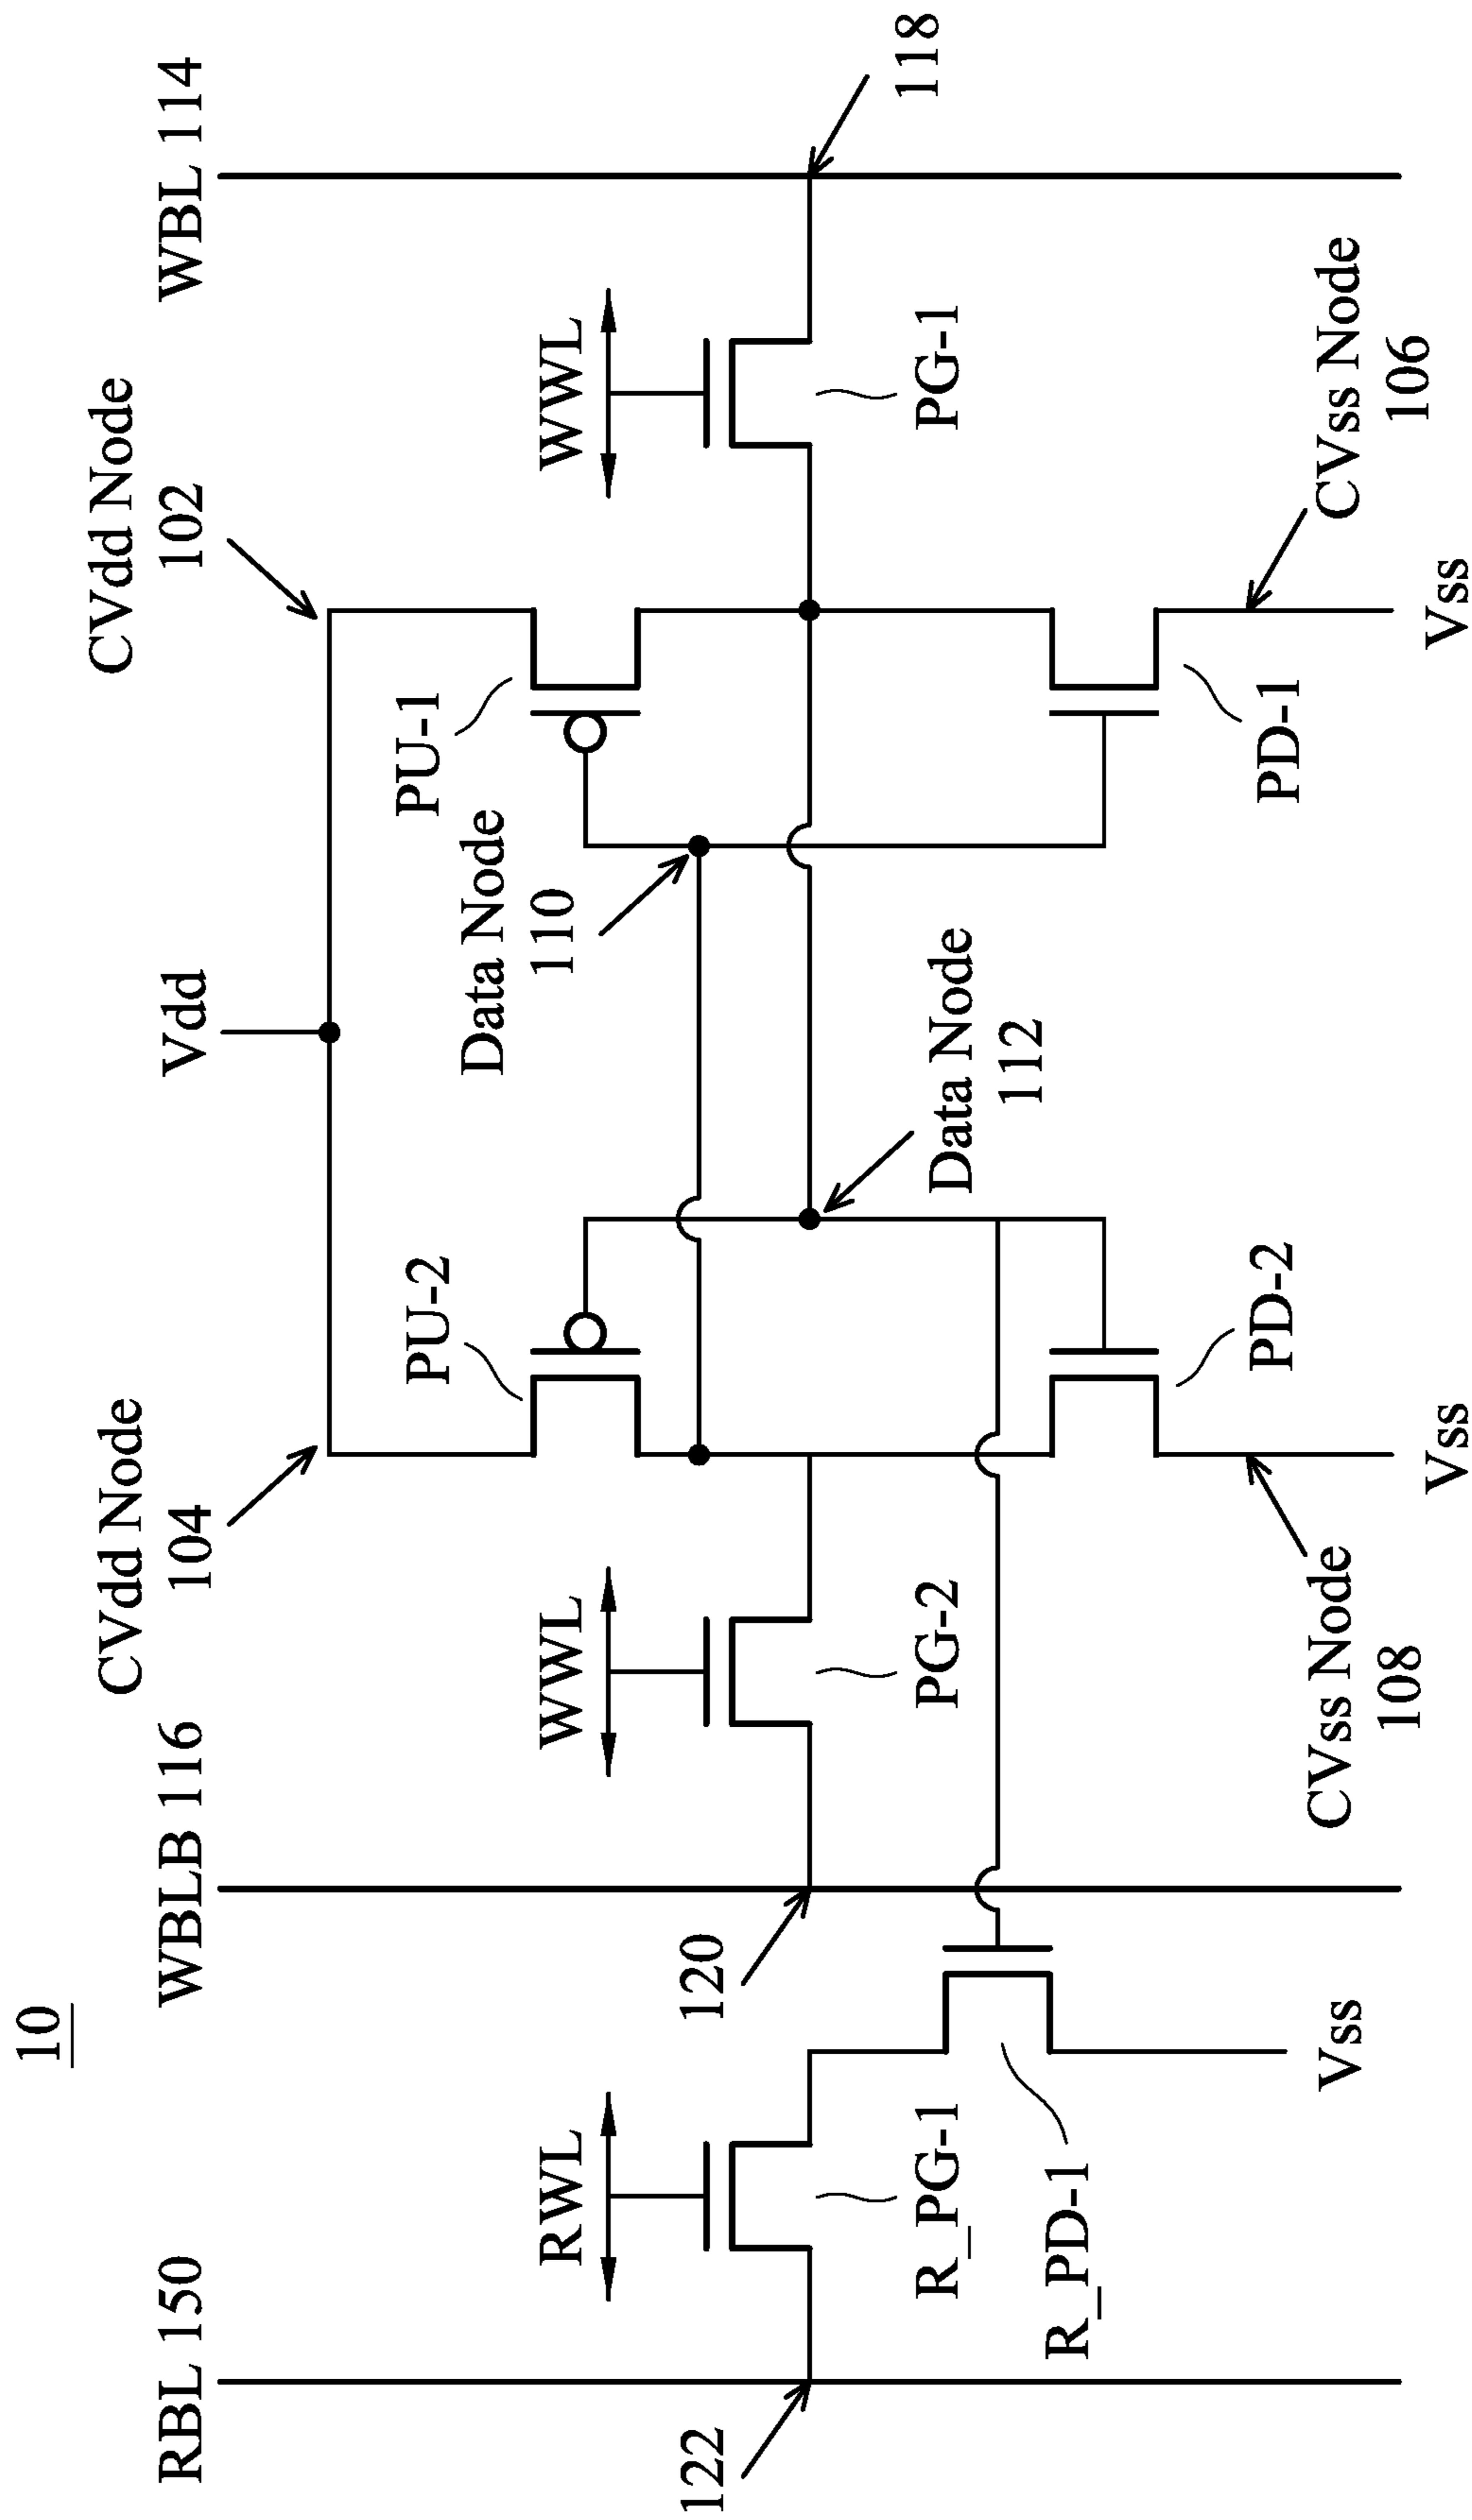 10
RBL 150
WBLB 116
CVdd Node
104
Vdd
CVdd Node
102
WBL 114
RWL
WWL
PU-2
PU-1
WWL
Data Node
110
122
120
R_PG-1
R_PD-1
PG-2
Data Node
112
PG-1
118
PD-2
PD-1
Vss
CVss Node
108
Vss
Vss
CVss Node
106